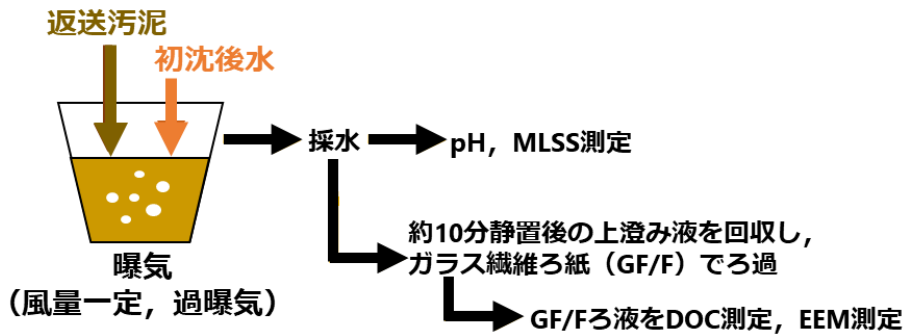 返送汚泥
初沈後水
採水
pH，MLSS測定
約10分静置後の上澄み液を回収し，
ガラス繊維ろ紙（GF/F）でろ過
曝気
（風量一定，過曝気）
GF/Fろ液をDOC測定，EEM測定